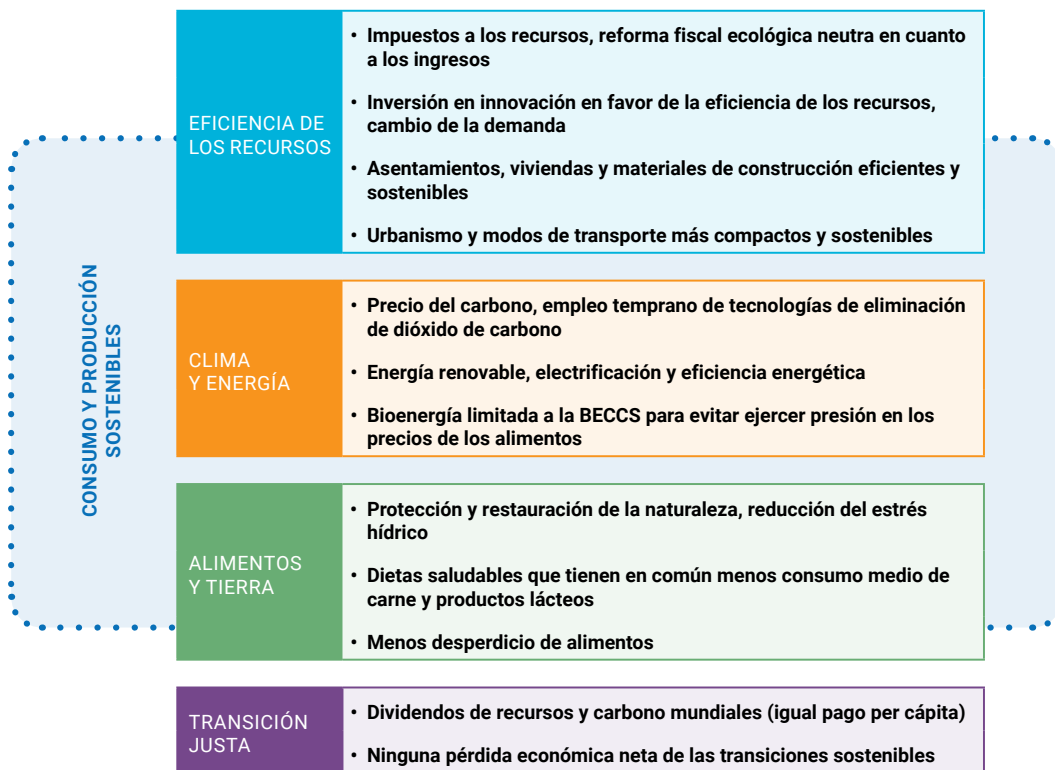 CONSUMO Y PRODUCCIÓN
SOSTENIBLES
EFICIENCIA DE
LOS RECURSOS
• Impuestos a los recursos, reforma fiscal ecológica neutra en cuanto
a los ingresos
• Inversión en innovación en favor de la eficiencia de los recursos,
cambio de la demanda
• Asentamientos, viviendas y materiales de construcción eficientes y
sostenibles
• Urbanismo y modos de transporte más compactos y sostenibles
CLIMA
Y ENERGÍA
• Precio del carbono, empleo temprano de tecnologías de eliminación
de dióxido de carbono
• Energía renovable, electrificación y eficiencia energética
• Bioenergía limitada a la BECCS para evitar ejercer presión en los
precios de los alimentos
ALIMENTOS
Y TIERRA
• Protección y restauración de la naturaleza, reducción del estrés
hídrico
• Dietas saludables que tienen en común menos consumo medio de
carne y productos lácteos
• Menos desperdicio de alimentos
TRANSICIÓN
JUSTA
• Dividendos de recursos y carbono mundiales (igual pago per cápita)
• Ninguna pérdida económica neta de las transiciones sostenibles